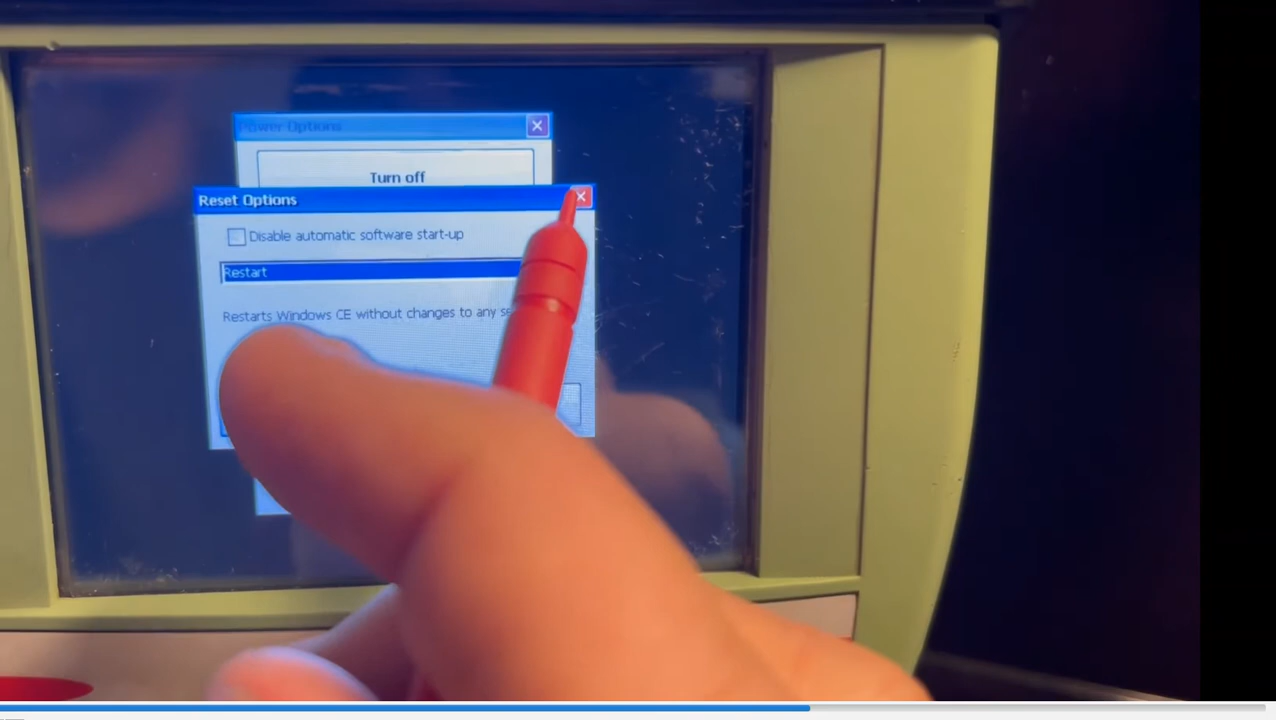 Power Options
Turn off
Reset Options
Disable automatic software start-up
Restart
Restarts Windows CE without changes to any